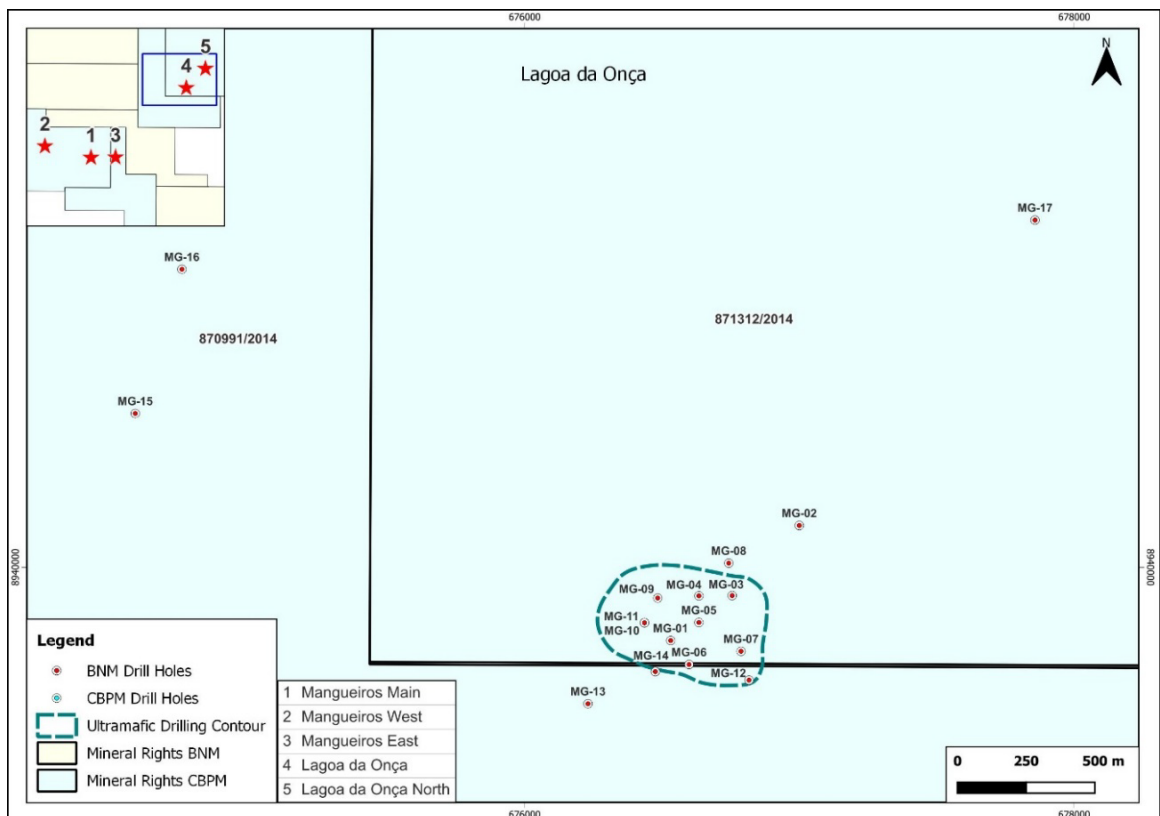 676000
678000
5
4
2
1
3
Lagoa da Onça
N
MG-17
MG-16
871312/2014
870991/2014
MG-15
MG-02
MG-08
8940000
8940000
MG-09
MG-04
MG-03
MG-11
MG-05
MG-10
MG-01
MG-07
MG-14
MG-06
MG-12
MG-13
Legend
BNM Drill Holes
CBPM Drill Holes
Ultramafic Drilling Contour
Mineral Rights BNM
Mineral Rights CBPM
1 Mangueiros Main
2 Mangueiros West
3 Mangueiros East
4 Lagoa da Onça
5 Lagoa da Onça North
0 250 500 m
676000
678000